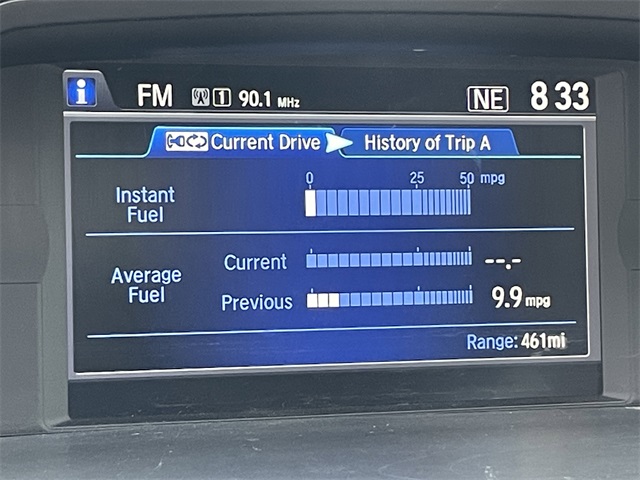 i FM 1 90.1 MHz NE 8 33
Current Drive History of Trip A
0 25 50 mpg
Instant
Fuel
Average
Fuel
Current --.-
Previous 9.9 mpg
Range: 461mi